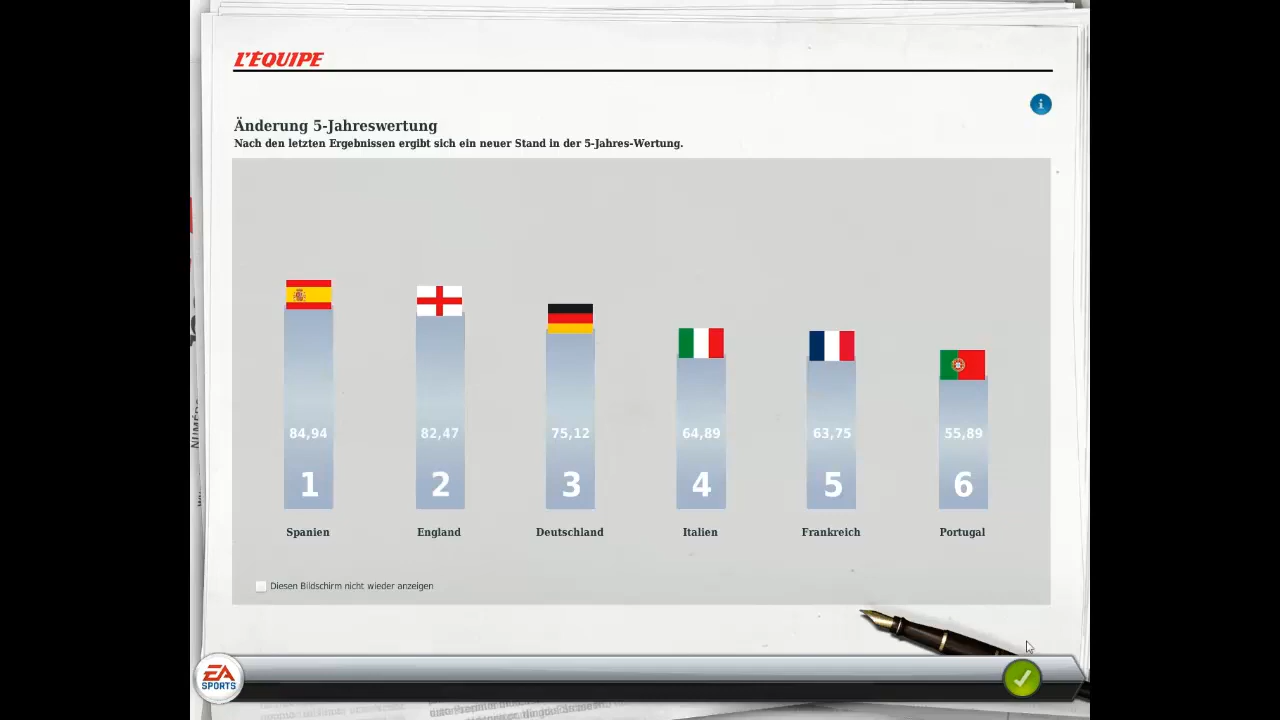 L'ÉQUIPE
i
Änderung 5-Jahreswertung
Nach den letzten Ergebnissen ergibt sich ein neuer Stand in der 5-Jahres-Wertung.
84,94 82,47 75,12 64,89 63,75 55,89
1 2 3 4 5 6
Spanien England Deutschland Italien Frankreich Portugal
Diesen Bildschirm nicht wieder anzeigen
EA
SPORTS
NUMÉRO